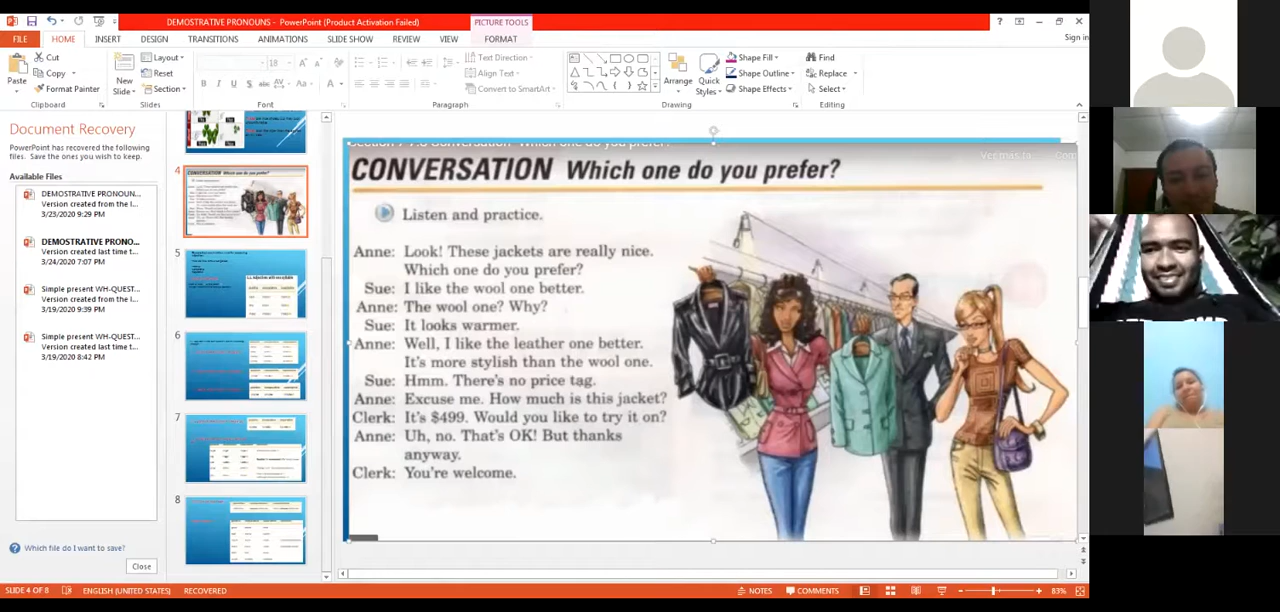 DEMOSTRATIVE PRONOUNS - PowerPoint (Product Activation Failed)
PICTURE TOOLS
Sign in
FILE HOME INSERT DESIGN TRANSITIONS ANIMATIONS SLIDE SHOW REVIEW VIEW FORMAT
Paste
Cut
Copy
Format Painter
Clipboard
New Slide
Layout
Reset
Section
Slides
18
Font
Text Direction
Align Text
Convert to SmartArt
Paragraph
Arrange
Quick Styles
Shape Fill
Shape Outline
Shape Effects
Drawing
Find
Replace
Select
Editing
Document Recovery
PowerPoint has recovered the following
files. Save the ones you wish to keep.
Available Files
DEMOSTRATIVE PRONOUN...
Version created from the l...
3/23/2020 9:29 PM
DEMOSTRATIVE PRONO...
Version created last time t...
3/24/2020 7:07 PM
Simple present WH-QUEST...
Version created from the l...
3/19/2020 9:39 PM
Simple present WH-QUEST...
Version created last time t...
3/19/2020 8:42 PM
Which file do I want to save?
Close
4
5
6
7
8
CONVERSATION Which one do you prefer?
Listen and practice.
Anne: Look! These jackets are really nice.
Which one do you prefer?
Sue: I like the wool one better.
Anne: The wool one? Why?
Sue: It looks warmer.
Anne: Well, I like the leather one better.
It's more stylish than the wool one.
Sue: Hmm. There's no price tag.
Anne: Excuse me. How much is this jacket?
Clerk: It's $499. Would you like to try it on?
Anne: Uh, no. That's OK! But thanks
anyway.
Clerk: You're welcome.
SLIDE 4 OF 8 ENGLISH (UNITED STATES) RECOVERED NOTES COMMENTS 83%